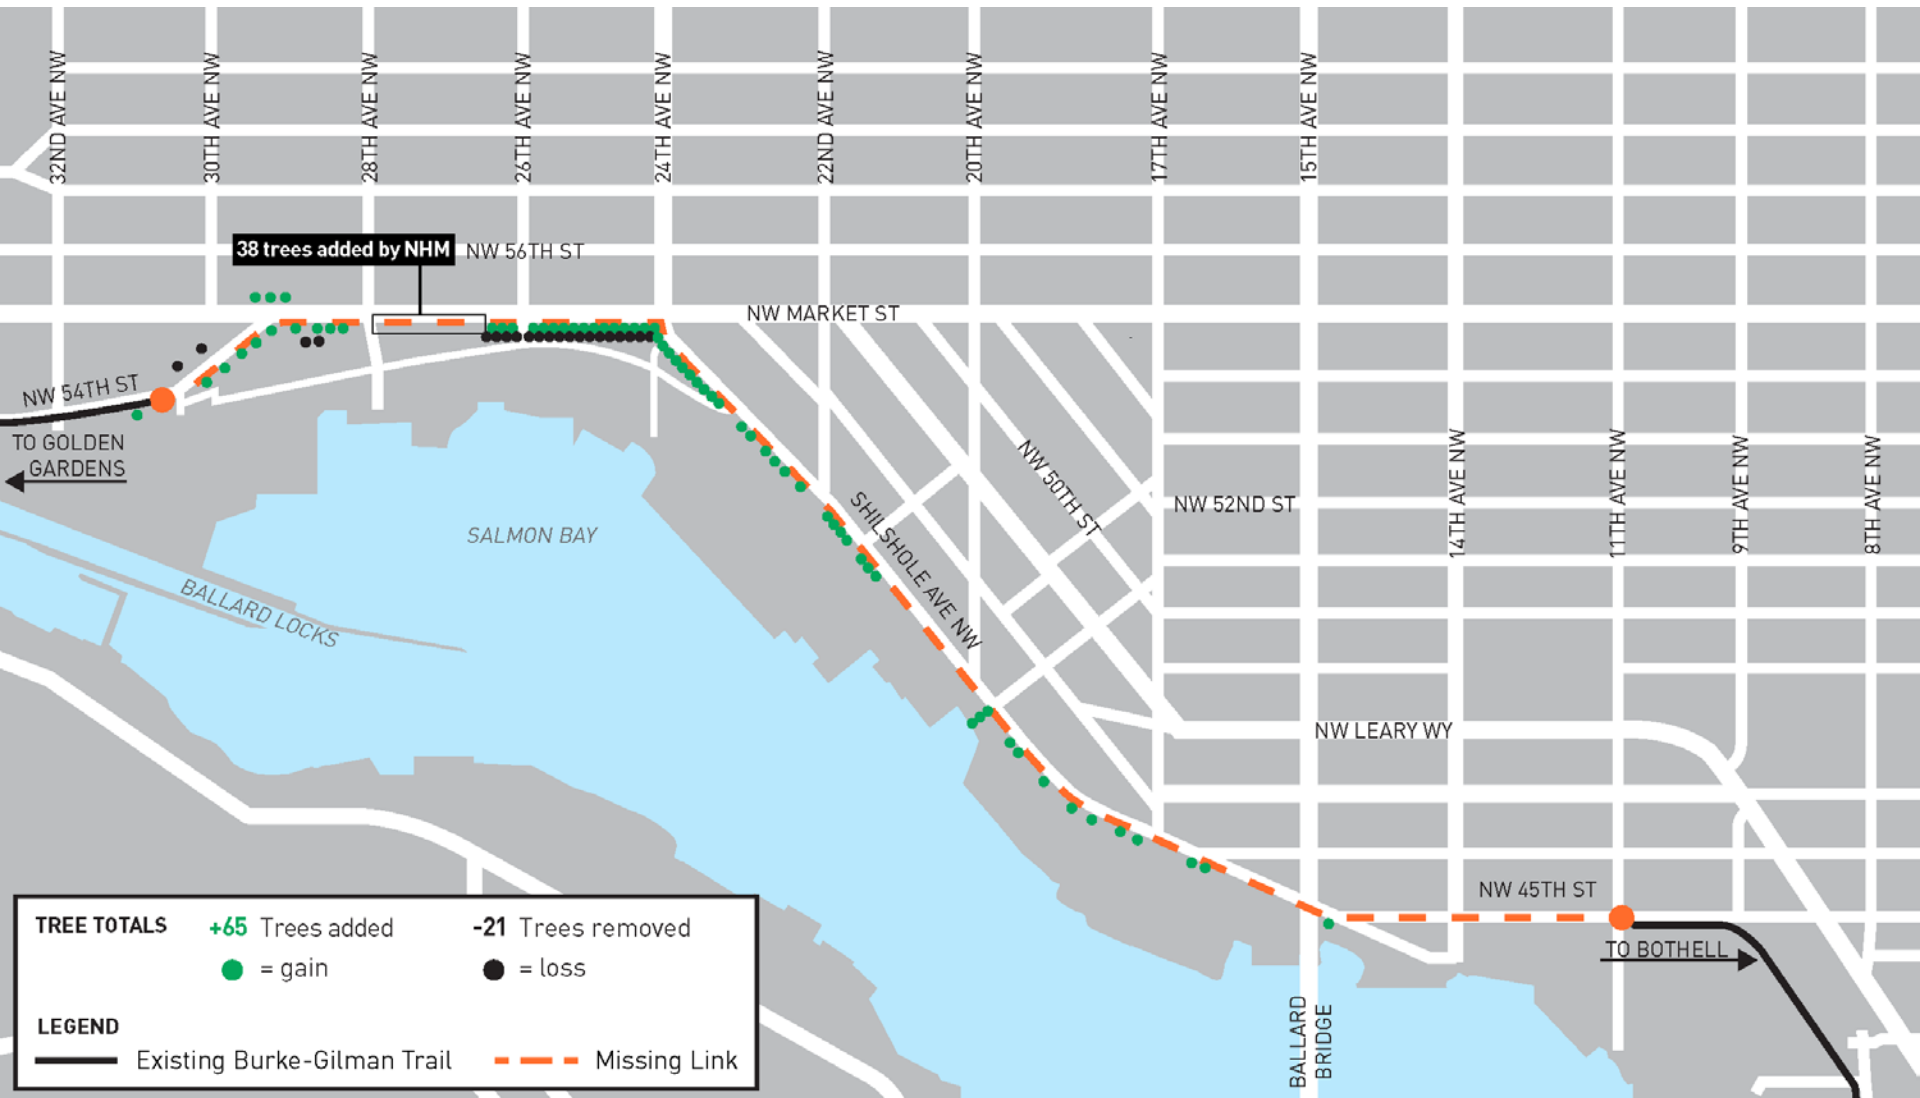 32ND AVE NW
30TH AVE NW
28TH AVE NW
26TH AVE NW
24TH AVE NW
22ND AVE NW
20TH AVE NW
17TH AVE NW
15TH AVE NW
38 trees added by NHM
NW 56TH ST
NW MARKET ST
NW 54TH ST
TO GOLDEN
GARDENS
SALMON BAY
BALLARD LOCKS
SHILSHOLE AVE NW
NW 50TH ST
NW 52ND ST
14TH AVE NW
11TH AVE NW
9TH AVE NW
8TH AVE NW
NW LEARY WY
NW 45TH ST
TO BOTHELL
BALLARD
BRIDGE
TREE TOTALS +65 Trees added -21 Trees removed
= gain = loss
LEGEND
Existing Burke-Gilman Trail Missing Link